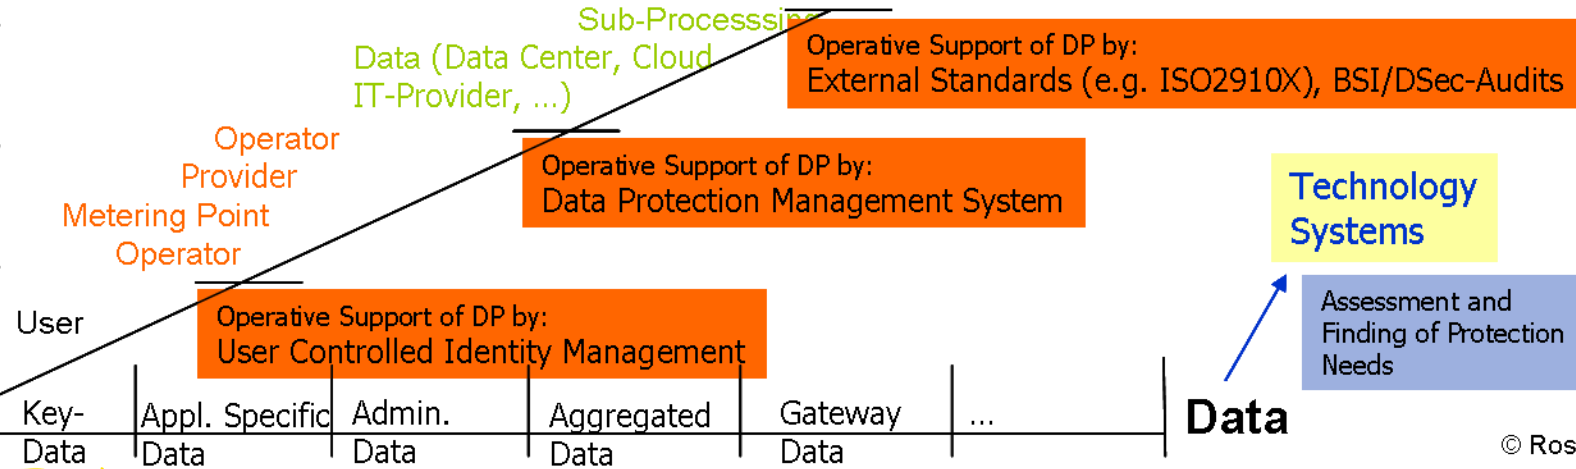 Sub-Processsing
Data (Data Center, Cloud
IT-Provider, ...)
Operative Support of DP by:
External Standards (e.g. ISO2910X), BSI/DSec-Audits
Operator
Provider
Metering Point
Operator
Operative Support of DP by:
Data Protection Management System
Technology
Systems
User
Operative Support of DP by:
User Controlled Identity Management
Assessment and
Finding of Protection
Needs
Key-
Data
Appl. Specific
Data
Admin.
Data
Aggregated
Data
Gateway
Data
...
Data
© Ros